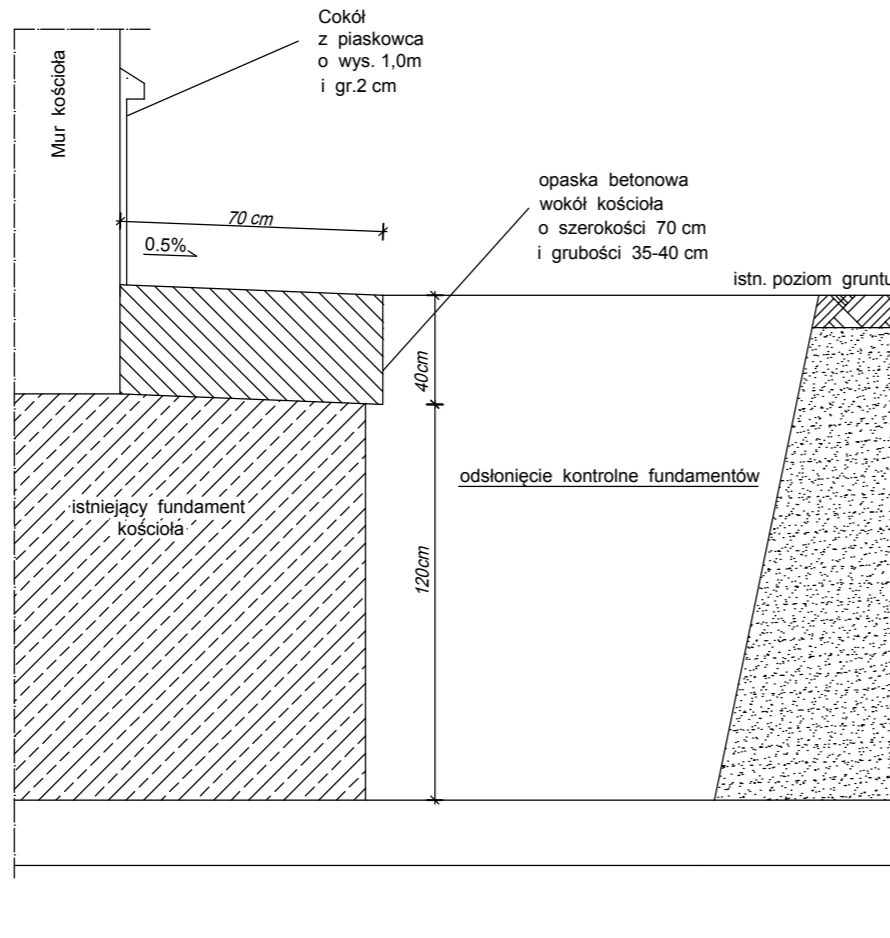 Cokół
z piaskowca
o wys. 1,0m
i gr.2 cm
Mur kościoła
opaska betonowa
wokół kościoła
o szerokości 70 cm
i grubości 35-40 cm
70 cm
0.5%
istn. poziom gruntu
40cm
odsłonięcie kontrolne fundamentów
istniejący fundament
kościoła
120cm